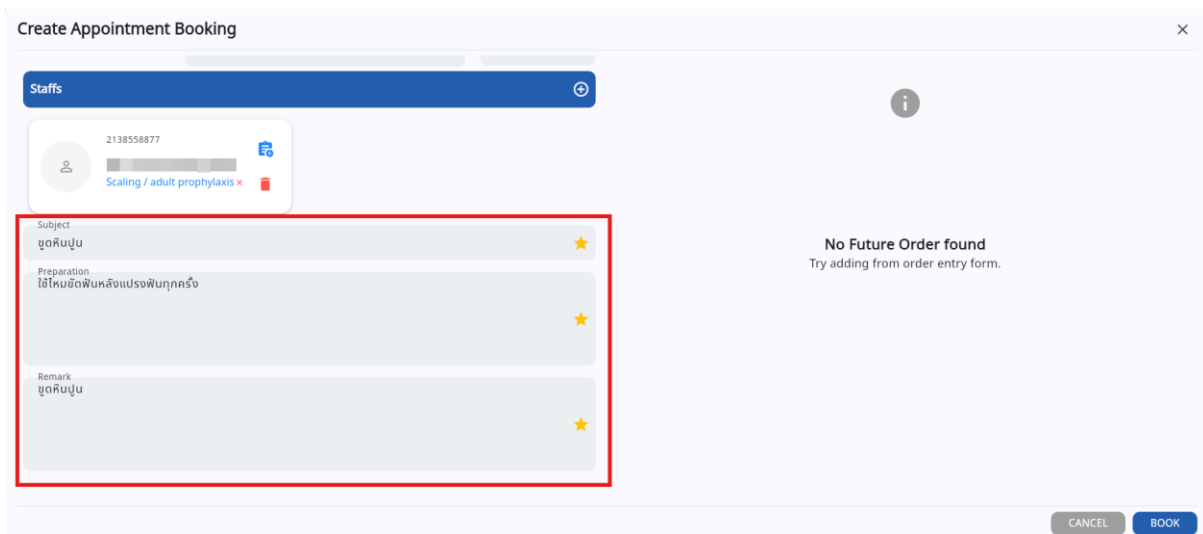 Create Appointment Booking
Staffs
2138558877
Scaling / adult prophylaxis ×
Subject
ขูดหินปูน
Preparation
ใช้ไหมขัดฟันหลังแปรงฟันทุกครั้ง
Remark
ขูดหินปูน
No Future Order found
Try adding from order entry form.
CANCEL
BOOK